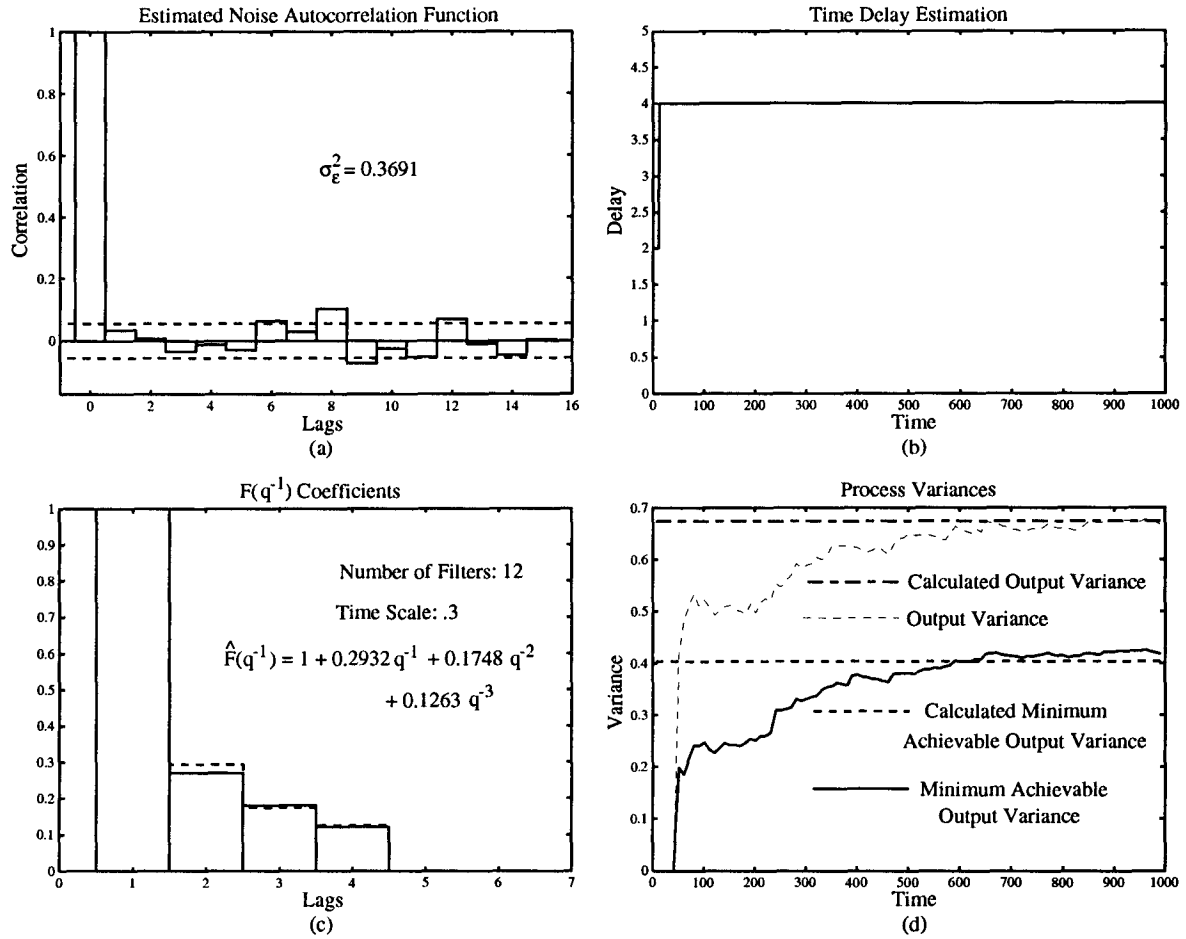 Estimated Noise Autocorrelation Function
1
0.8
0.6
0.4
0.2
0
Correlation
σ_ε^2 = 0.3691
0 2 4 6 8 10 12 14 16
Lags
(a)
Time Delay Estimation
5
4.5
4
3.5
3
2.5
2
1.5
1
0.5
0
Delay
0 100 200 300 400 500 600 700 800 900 1000
Time
(b)
F(q^-1) Coefficients
1
0.9
0.8
0.7
0.6
0.5
0.4
0.3
0.2
0.1
0
Number of Filters: 12
Time Scale: .3
F̂(q^-1) = 1 + 0.2932 q^-1 + 0.1748 q^-2
+ 0.1263 q^-3
0 1 2 3 4 5 6 7
Lags
(c)
Process Variances
0.7
0.6
0.5
0.4
0.3
0.2
0.1
0
Variance
Calculated Output Variance
Output Variance
Calculated Minimum
Achievable Output Variance
Minimum Achievable
Output Variance
0 100 200 300 400 500 600 700 800 900 1000
Time
(d)